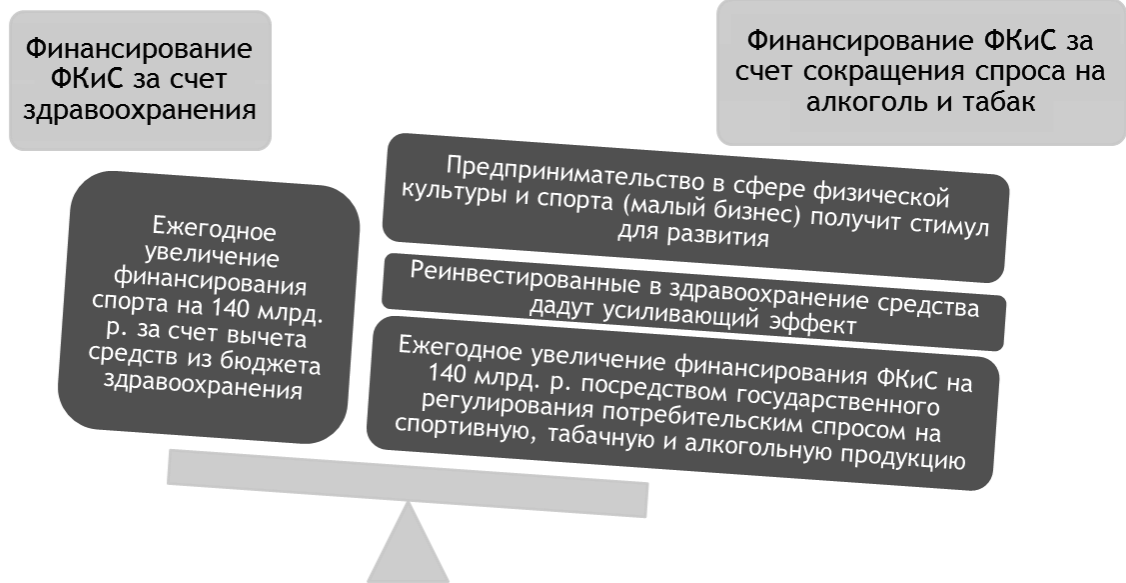 Финансирование
ФКиС за счет
здравоохранения
Финансирование ФКиС за
счет сокращения спроса на
алкоголь и табак
Ежегодное
увеличение
финансирования
спорта на 140 млрд.
р. за счет вычета
средств из бюджета
здравоохранения
Предпринимательство в сфере физической
культуры и спорта (малый бизнес) получит стимул
для развития
Реинвестированные в здравоохранение средства
дадут усиливающий эффект
Ежегодное увеличение финансирования ФКиС на
140 млрд. р. посредством государственного
регулирования потребительским спросом на
спортивную, табачную и алкогольную продукцию